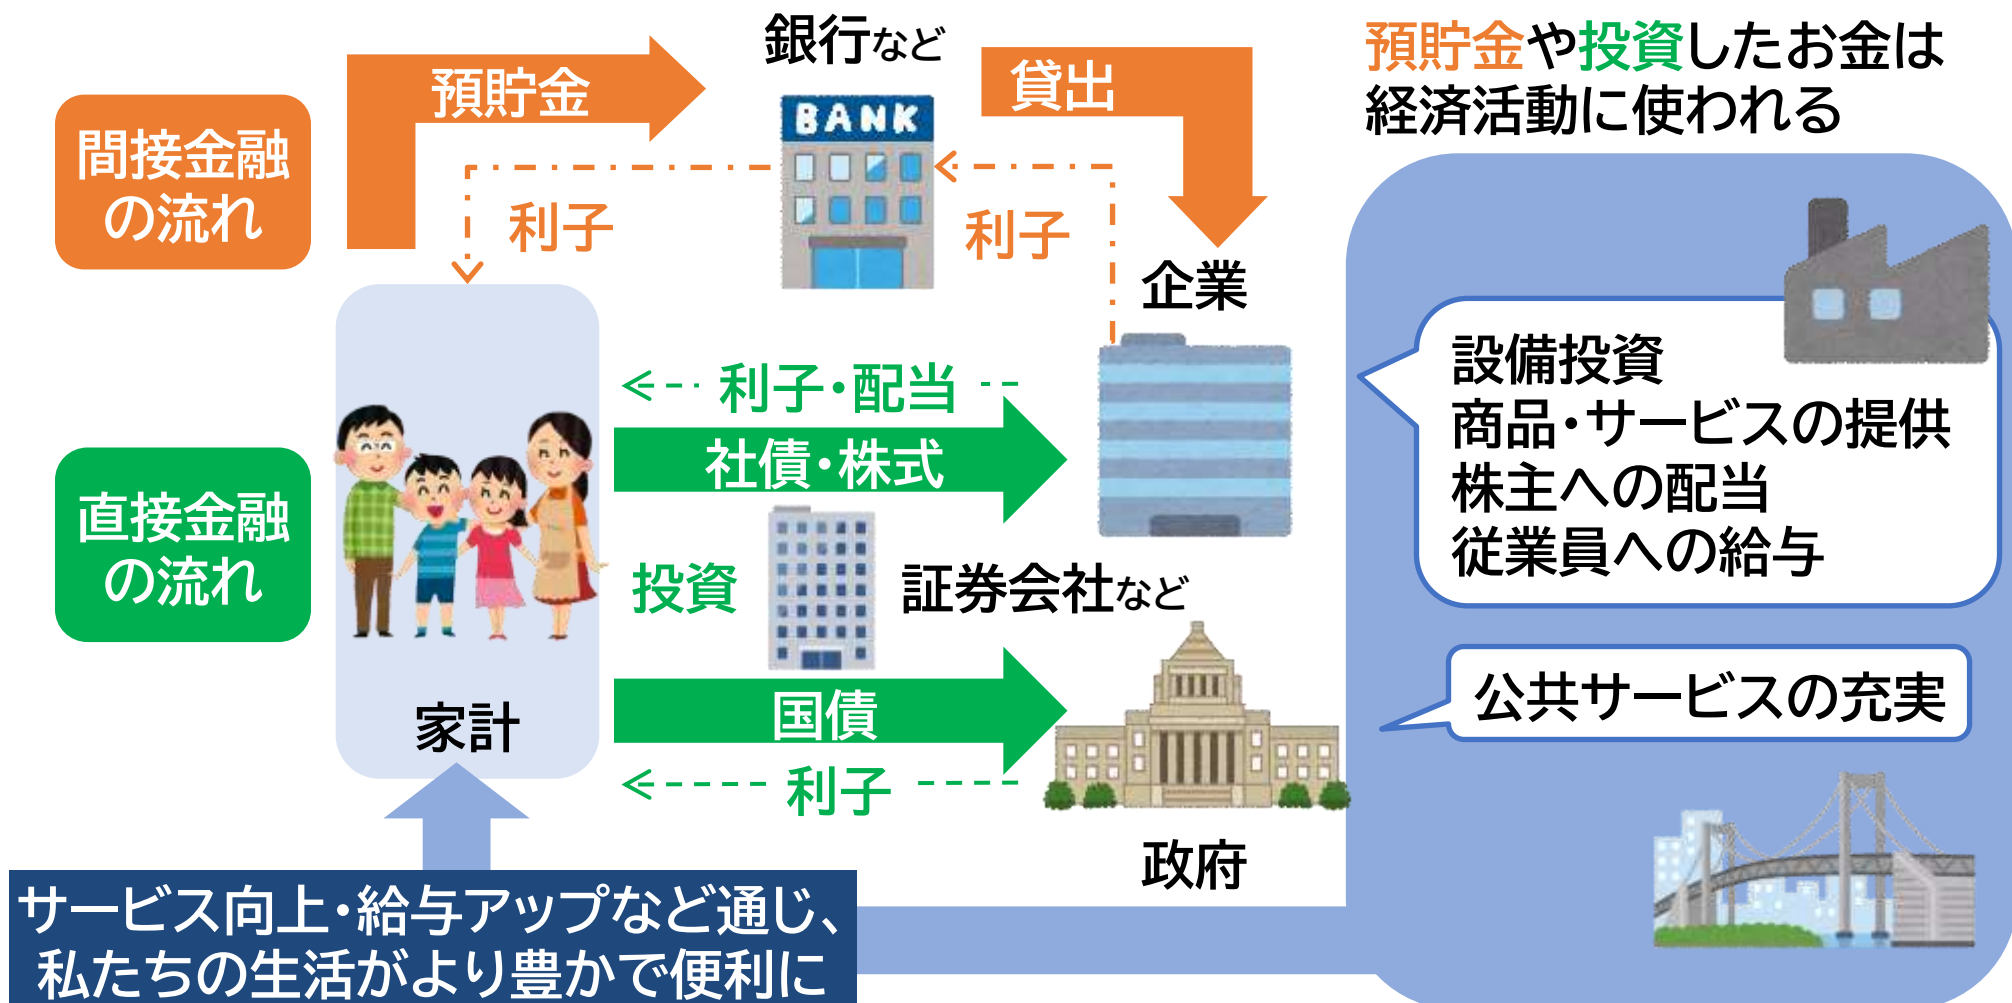 銀行など
預貯金
貸出
BANK
間接金融
の流れ
利子
利子
企業
利子・配当
社債・株式
直接金融
の流れ
投資
証券会社など
国債
家計
利子
政府
サービス向上・給与アップなど通じ、
私たちの生活がより豊かで便利に
預貯金や投資したお金は
経済活動に使われる
設備投資
商品・サービスの提供
株主への配当
従業員への給与
公共サービスの充実